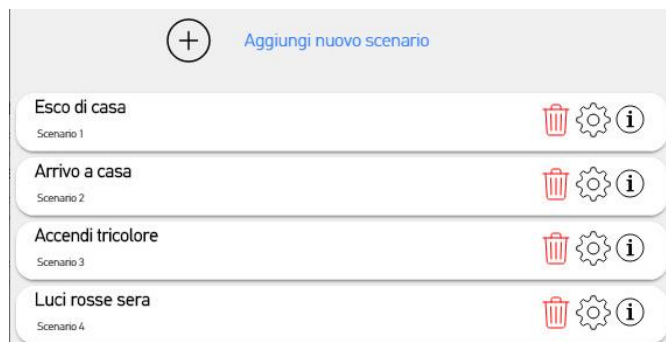 Aggiungi nuovo scenario
Esco di casa
Scenario 1
Arrivo a casa
Scenario 2
Accendi tricolore
Scenario 3
Luci rosse sera
Scenario 4